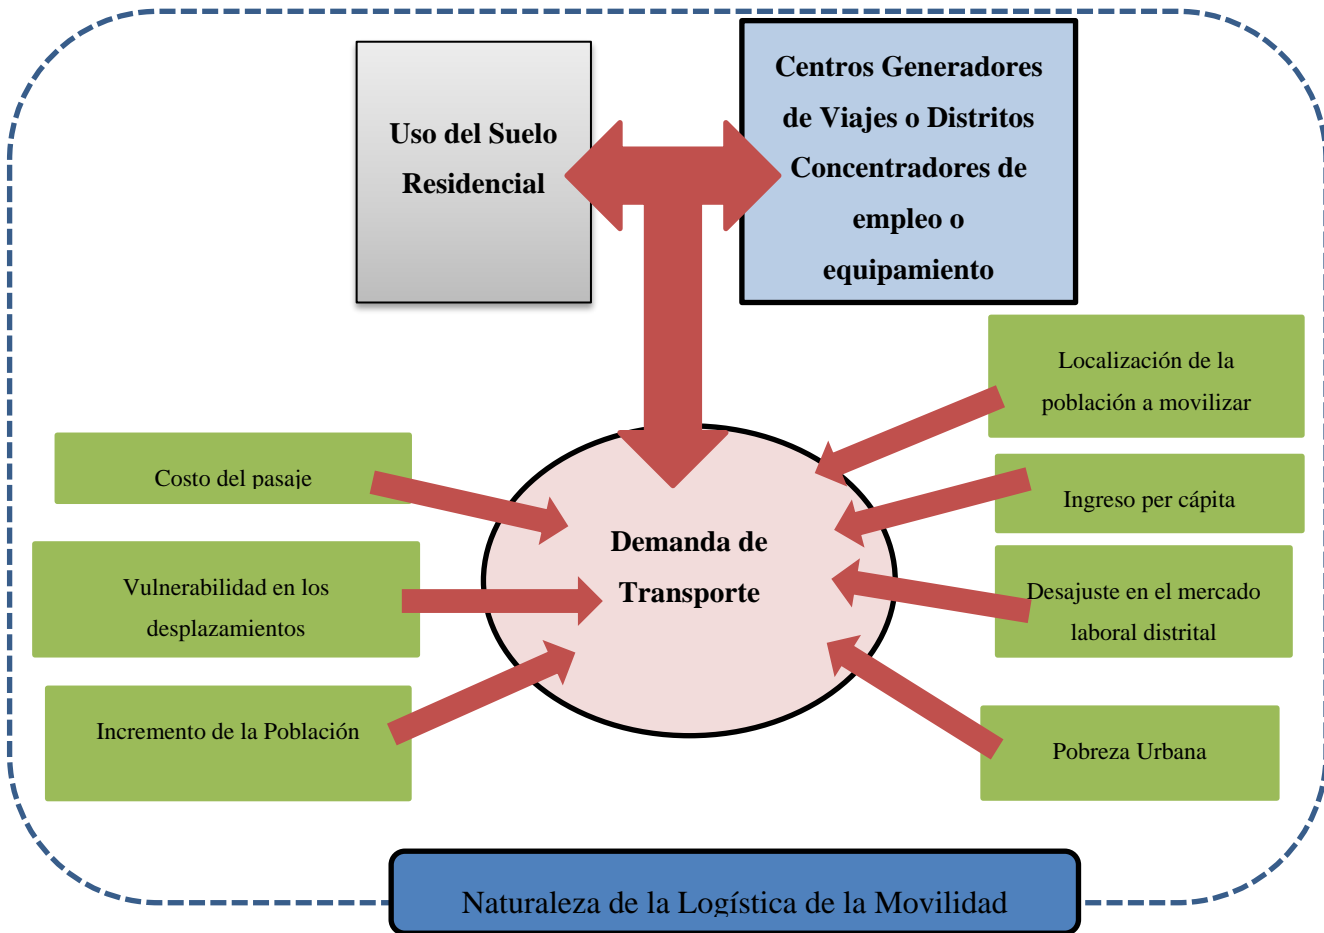 Uso del Suelo
Residencial
Centros Generadores
de Viajes o Distritos
Concentradores de
empleo o
equipamiento
Localización de la
población a movilizar
Costo del pasaje
Ingreso per cápita
Demanda de
Transporte
Vulnerabilidad en los
desplazamientos
Desajuste en el mercado
laboral distrital
Incremento de la Población
Pobreza Urbana
Naturaleza de la Logística de la Movilidad